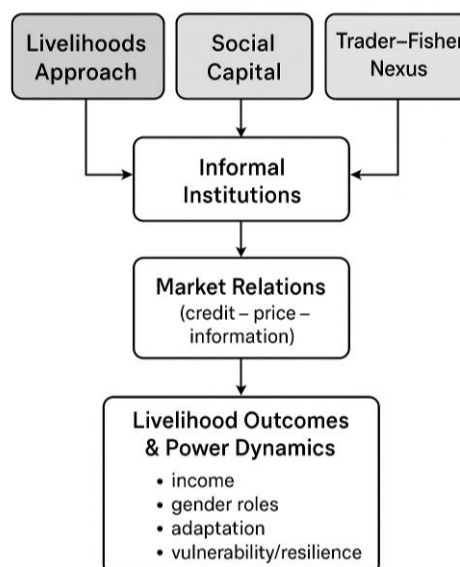 Livelihoods
Approach
Social
Capital
Trader–Fisher
Nexus
Informal
Institutions
Market Relations
(credit – price –
information)
Livelihood Outcomes
& Power Dynamics
• income
• gender roles
• adaptation
• vulnerability/resilience